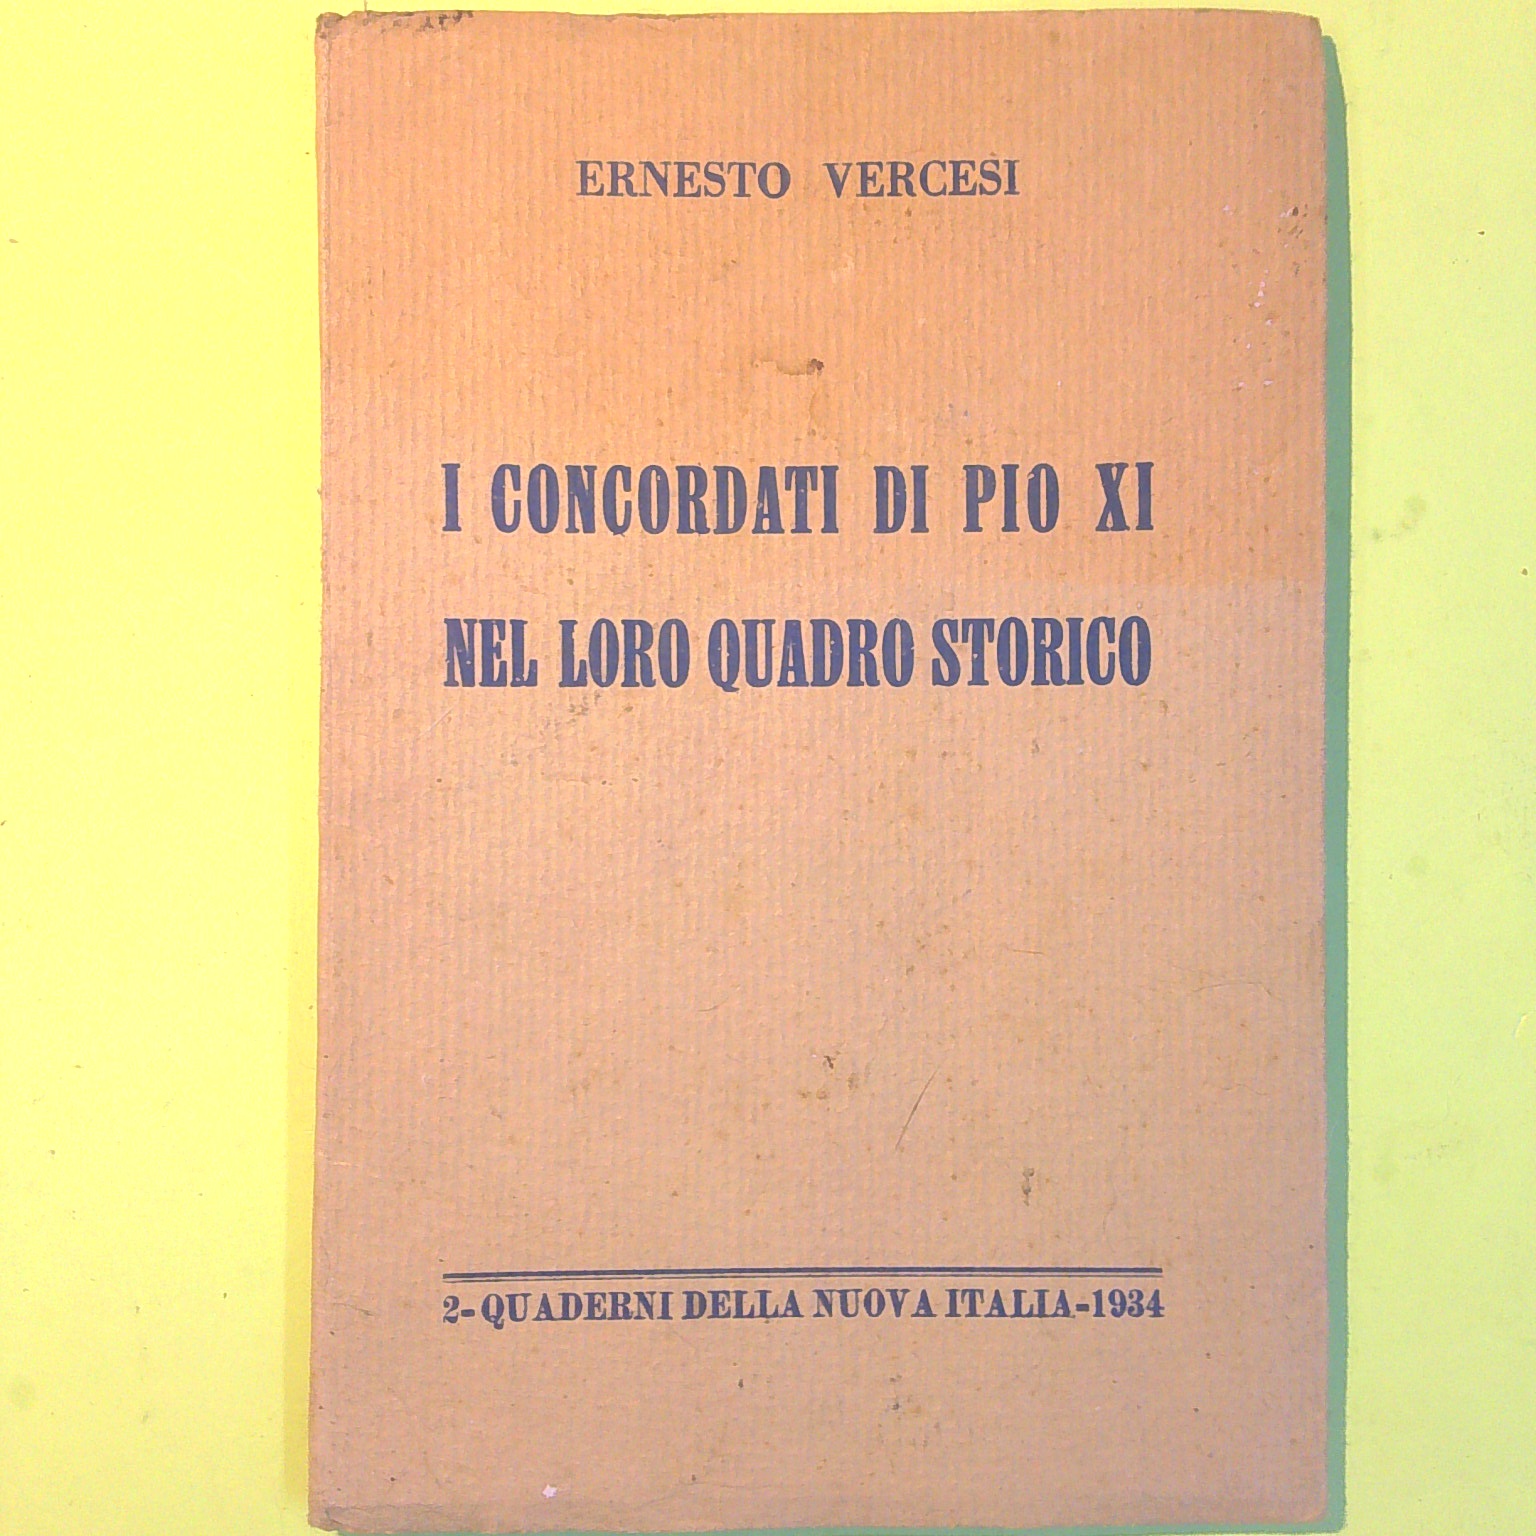 ERNESTO VERCESI
I CONCORDATI DI PIO XI
NEL LORO QUADRO STORICO
2-QUADERNI DELLA NUOVA ITALIA-1934